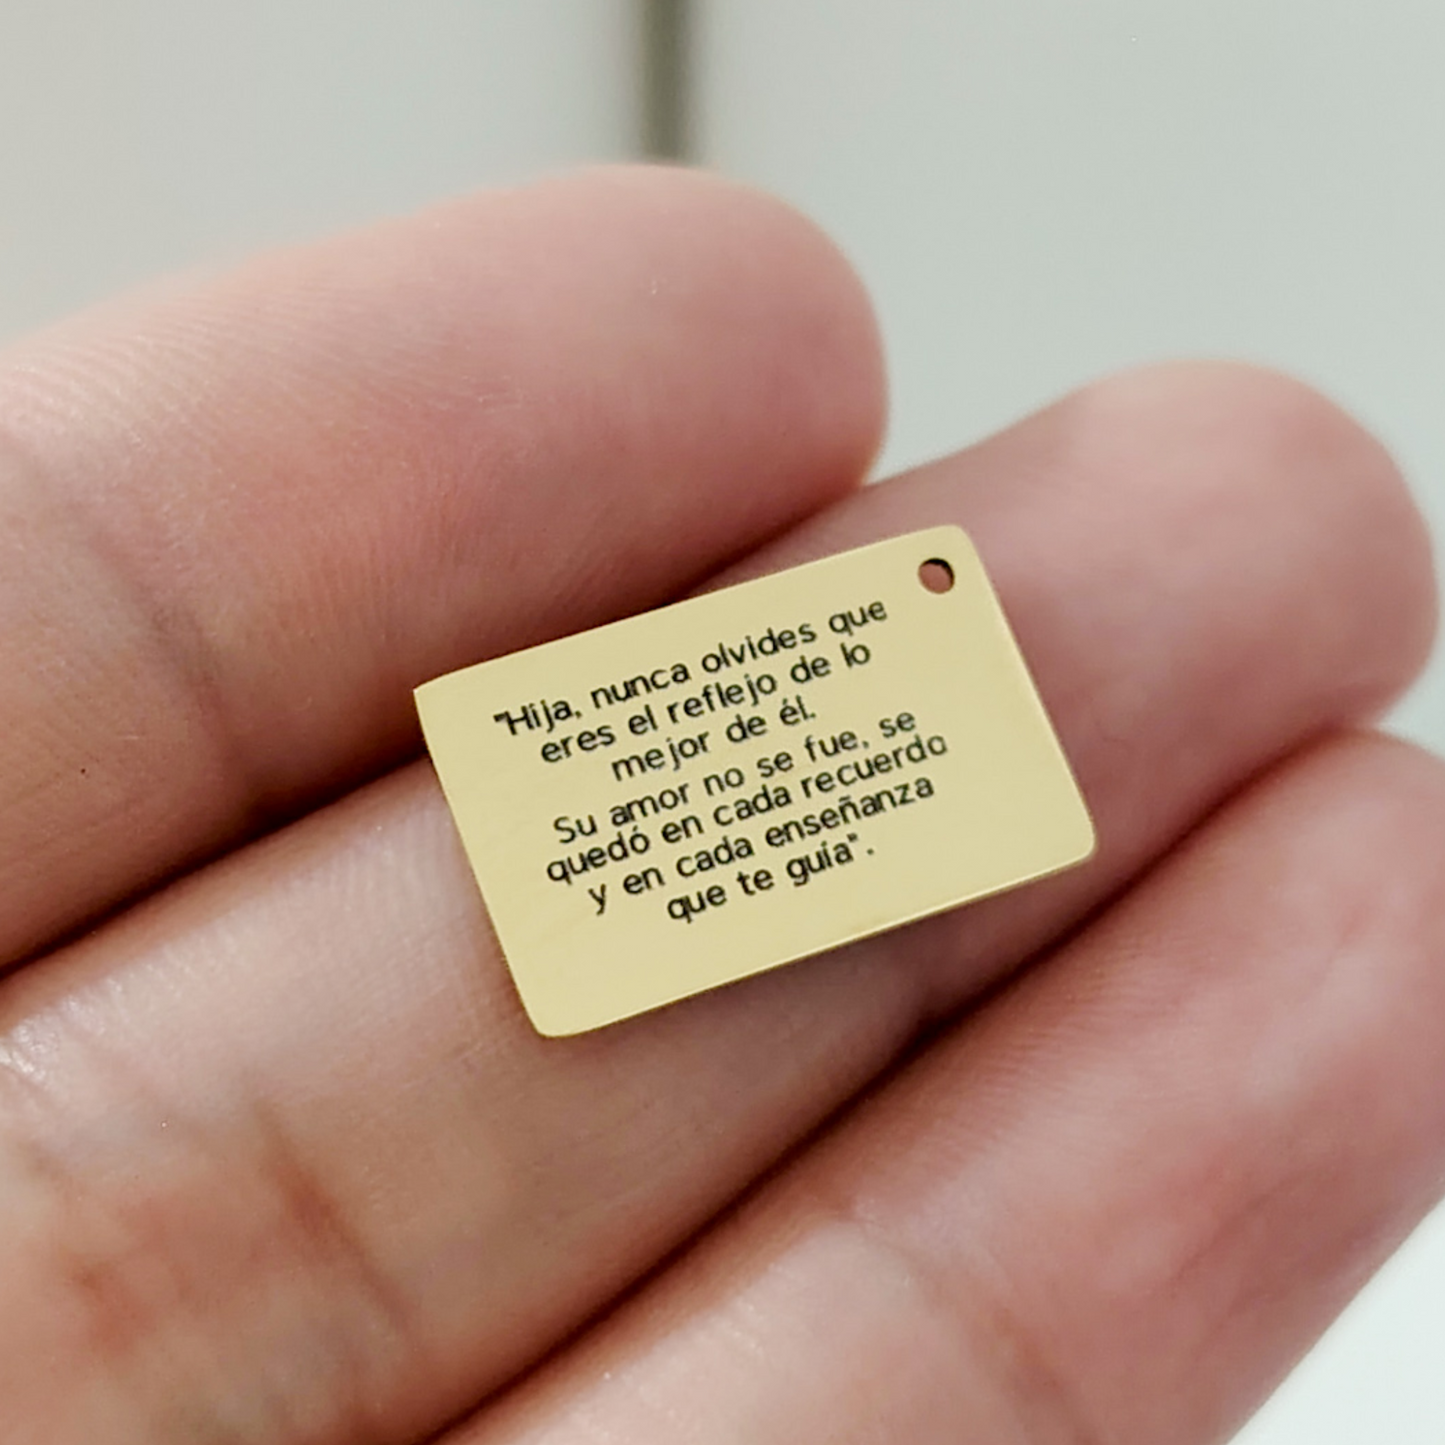 "Hija, nunca olvides que
eres el reflejo de lo
mejor de él.
Su amor no se fue, se
quedó en cada recuerdo
y en cada enseñanza
que te guía".